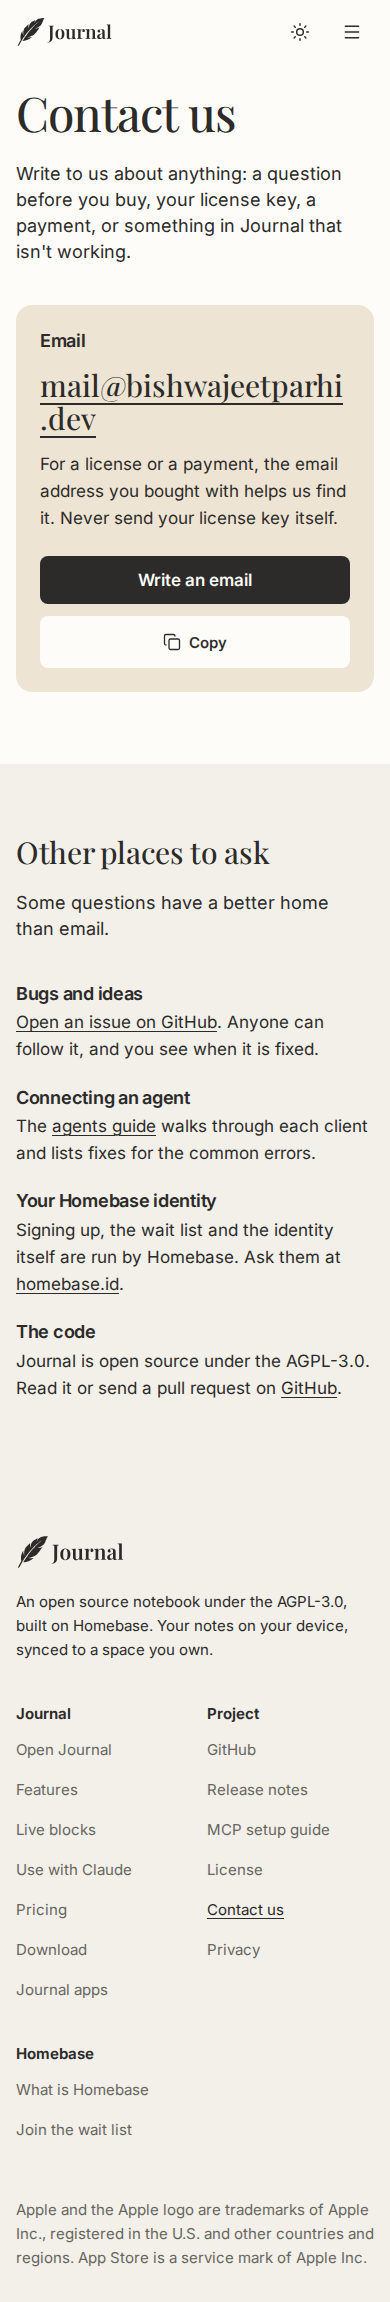 Journal
Contact us
Write to us about anything: a question
before you buy, your license key, a
payment, or something in Journal that
isn't working.
Email
mail@bishwajeetparhi
.dev
For a license or a payment, the email
address you bought with helps us find
it. Never send your license key itself.
Write an email
Copy
Other places to ask
Some questions have a better home
than email.
Bugs and ideas
Open an issue on GitHub. Anyone can
follow it, and you see when it is fixed.
Connecting an agent
The agents guide walks through each client
and lists fixes for the common errors.
Your Homebase identity
Signing up, the wait list and the identity
itself are run by Homebase. Ask them at
homebase.id.
The code
Journal is open source under the AGPL-3.0.
Read it or send a pull request on GitHub.
Journal
An open source notebook under the AGPL-3.0,
built on Homebase. Your notes on your device,
synced to a space you own.
Journal
Open Journal
Features
Live blocks
Use with Claude
Pricing
Download
Journal apps
Project
GitHub
Release notes
MCP setup guide
License
Contact us
Privacy
Homebase
What is Homebase
Join the wait list
Apple and the Apple logo are trademarks of Apple
Inc., registered in the U.S. and other countries and
regions. App Store is a service mark of Apple Inc.